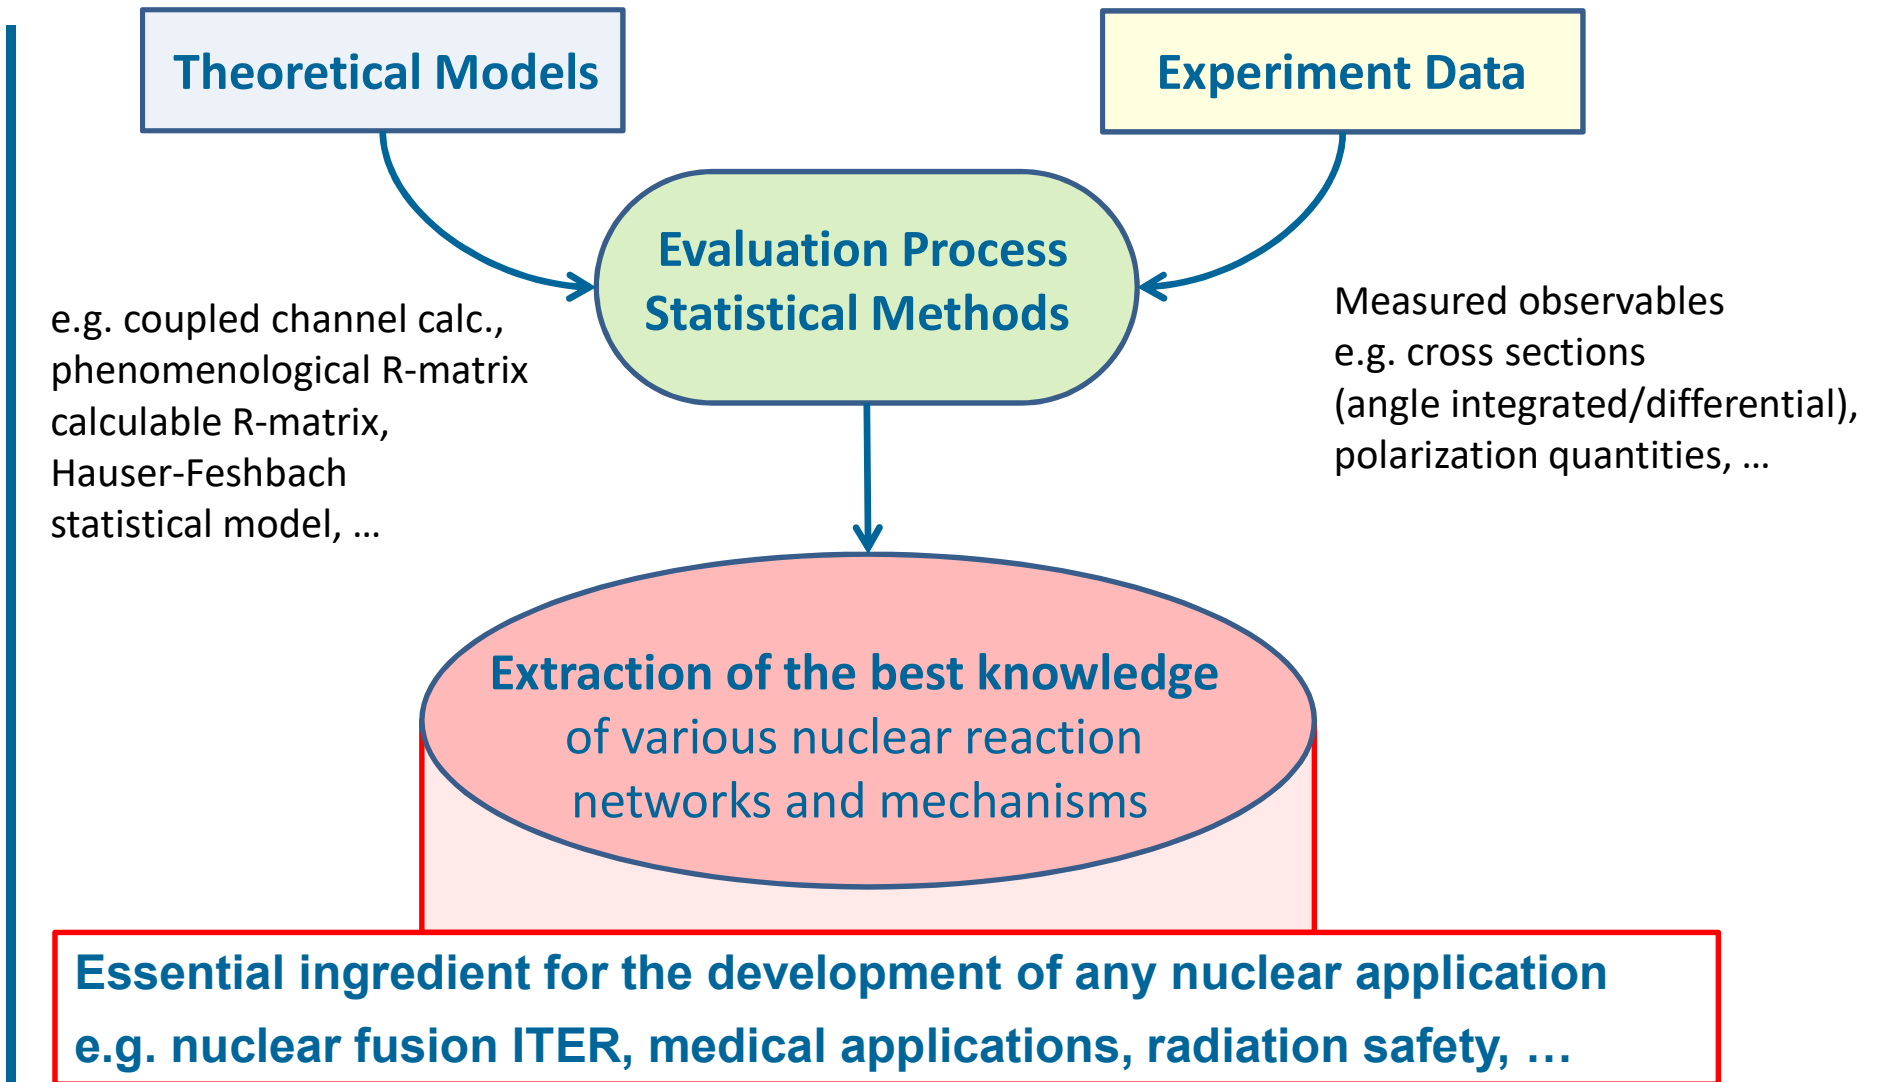 Theoretical Models
Experiment Data
Evaluation Process
Statistical Methods
e.g. coupled channel calc.,
phenomenological R-matrix
calculable R-matrix,
Hauser-Feshbach
statistical model, …
Measured observables
e.g. cross sections
(angle integrated/differential),
polarization quantities, …
Extraction of the best knowledge
of various nuclear reaction
networks and mechanisms
Essential ingredient for the development of any nuclear application
e.g. nuclear fusion ITER, medical applications, radiation safety, …